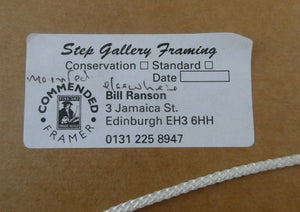 Step Gallery Framing
Conservation Standard
Date
mounted elsewhere
COMMENDED FRAMER
Bill Ranson
3 Jamaica St.
Edinburgh EH3 6HH
0131 225 8947